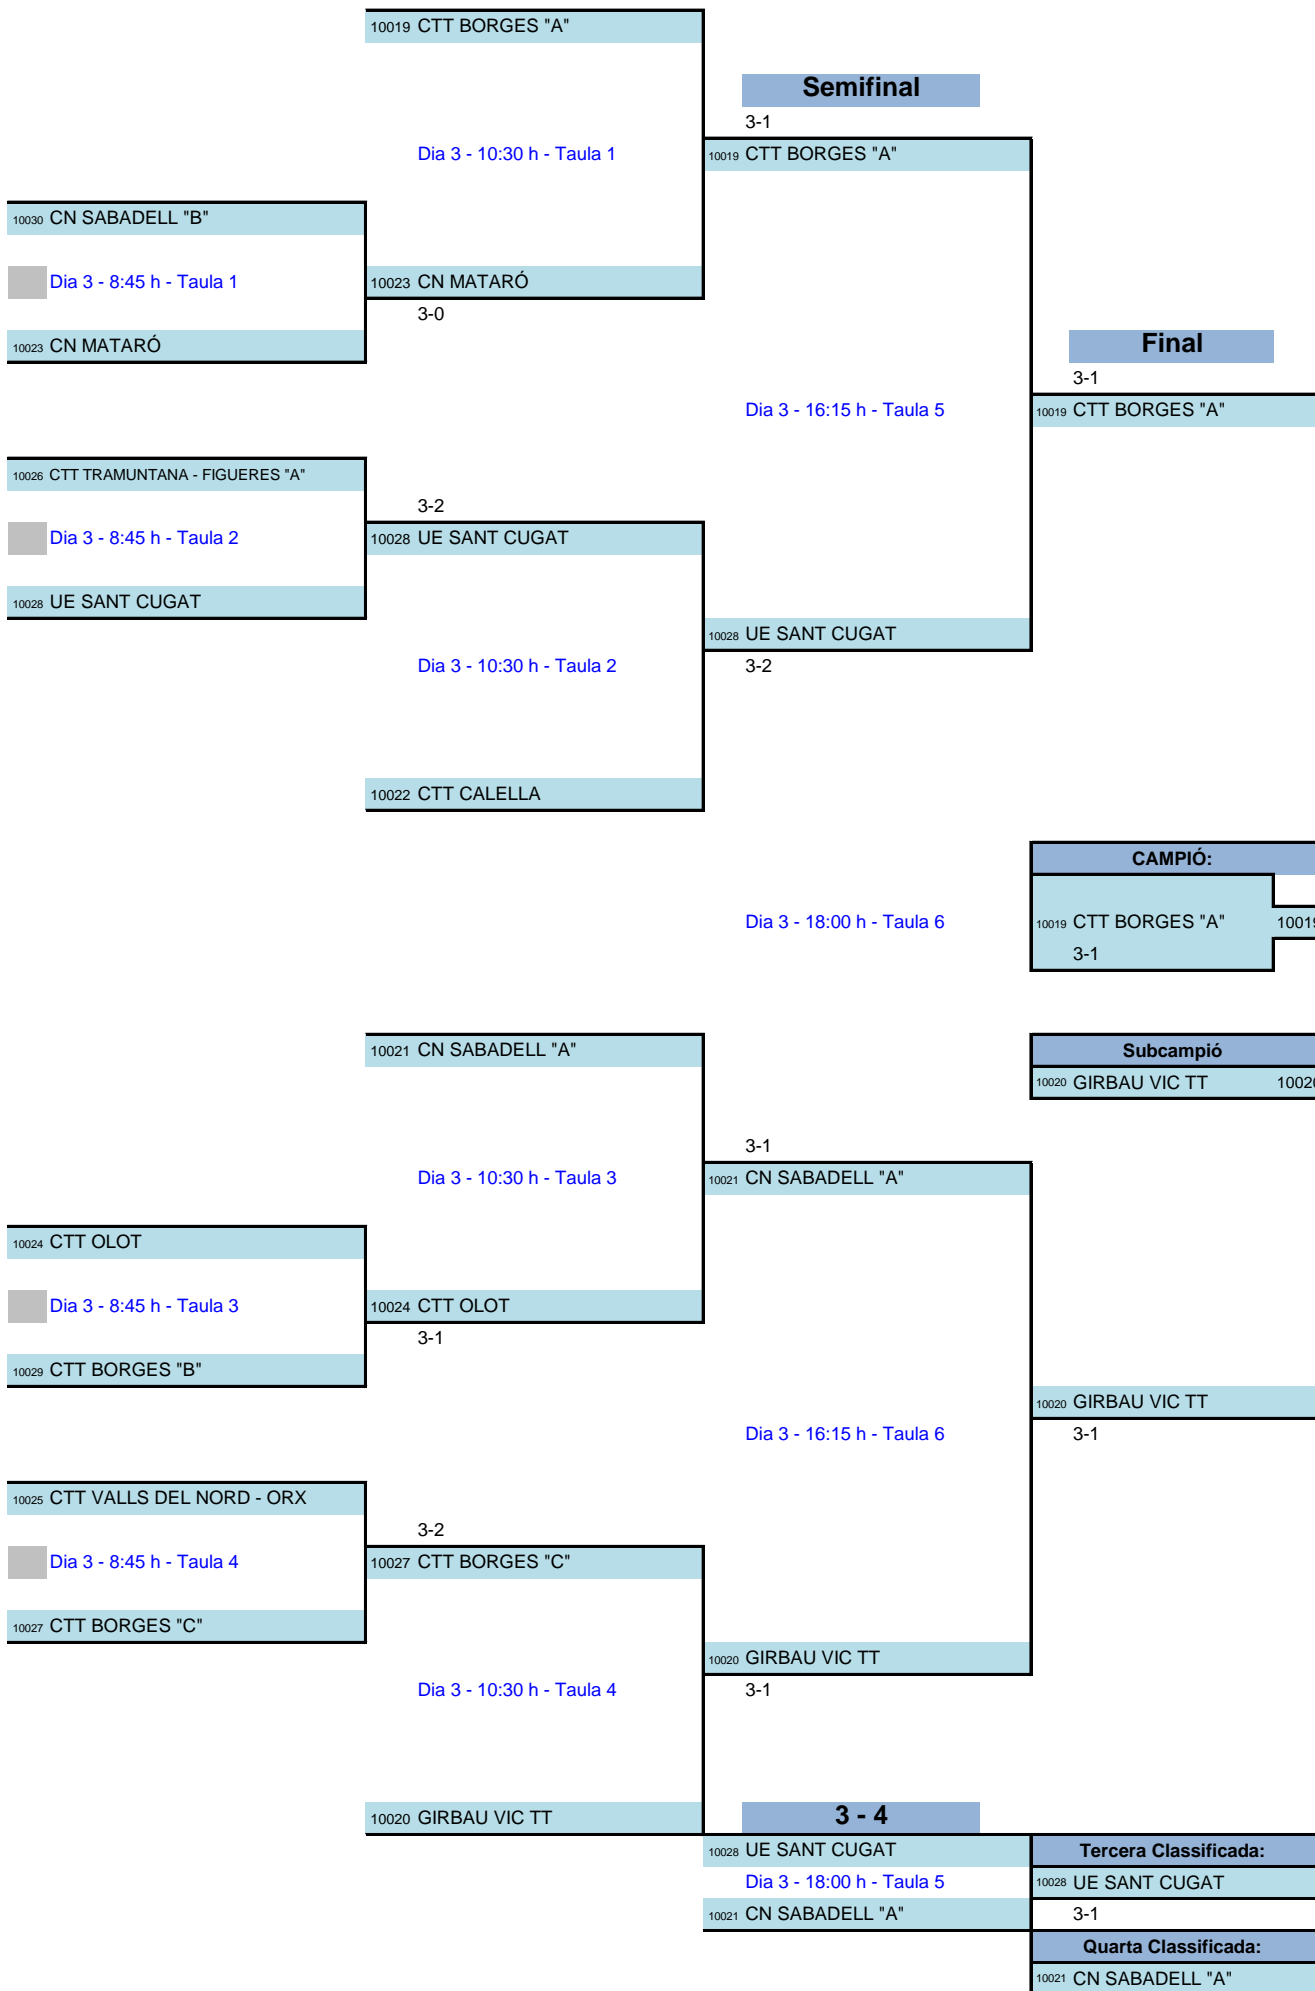 10019 CTT BORGES "A"
Semifinal
3-1
Dia 3 - 10:30 h - Taula 1
10019 CTT BORGES "A"
10030 CN SABADELL "B"
Dia 3 - 8:45 h - Taula 1
10023 CN MATARÓ
3-0
10023 CN MATARÓ
Final
3-1
Dia 3 - 16:15 h - Taula 5
10019 CTT BORGES "A"
10026 CTT TRAMUNTANA - FIGUERES "A"
3-2
Dia 3 - 8:45 h - Taula 2
10028 UE SANT CUGAT
10028 UE SANT CUGAT
10028 UE SANT CUGAT
Dia 3 - 10:30 h - Taula 2
3-2
10022 CTT CALELLA
CAMPIÓ:
Dia 3 - 18:00 h - Taula 6
10019 CTT BORGES "A" 10019
3-1
10021 CN SABADELL "A"
Subcampió
10020 GIRBAU VIC TT 10020
3-1
Dia 3 - 10:30 h - Taula 3
10021 CN SABADELL "A"
10024 CTT OLOT
Dia 3 - 8:45 h - Taula 3
10024 CTT OLOT
3-1
10029 CTT BORGES "B"
10020 GIRBAU VIC TT
Dia 3 - 16:15 h - Taula 6
3-1
10025 CTT VALLS DEL NORD - ORX
3-2
Dia 3 - 8:45 h - Taula 4
10027 CTT BORGES "C"
10027 CTT BORGES "C"
10020 GIRBAU VIC TT
Dia 3 - 10:30 h - Taula 4
3-1
10020 GIRBAU VIC TT
3 - 4
10028 UE SANT CUGAT
Tercera Classificada:
Dia 3 - 18:00 h - Taula 5
10028 UE SANT CUGAT
10021 CN SABADELL "A"
3-1
Quarta Classificada:
10021 CN SABADELL "A"